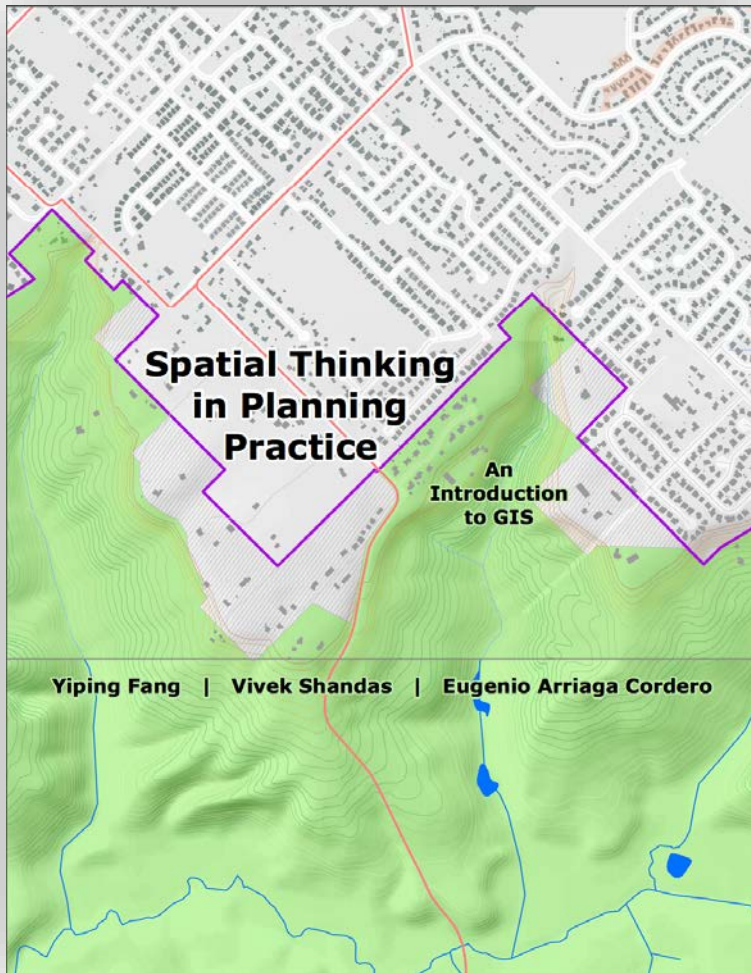 Spatial Thinking
in Planning
Practice
An
Introduction
to GIS
Yiping Fang | Vivek Shandas | Eugenio Arriaga Cordero